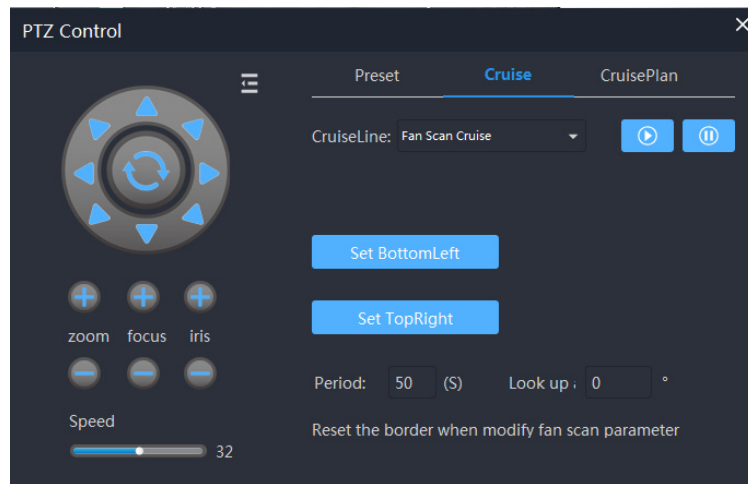 PTZ Control
Preset Cruise CruisePlan
CruiseLine: Fan Scan Cruise
Set BottomLeft
Set TopRight
zoom focus iris
Period: 50 (S) Look up 0 °
Speed
Reset the border when modify fan scan parameter
32